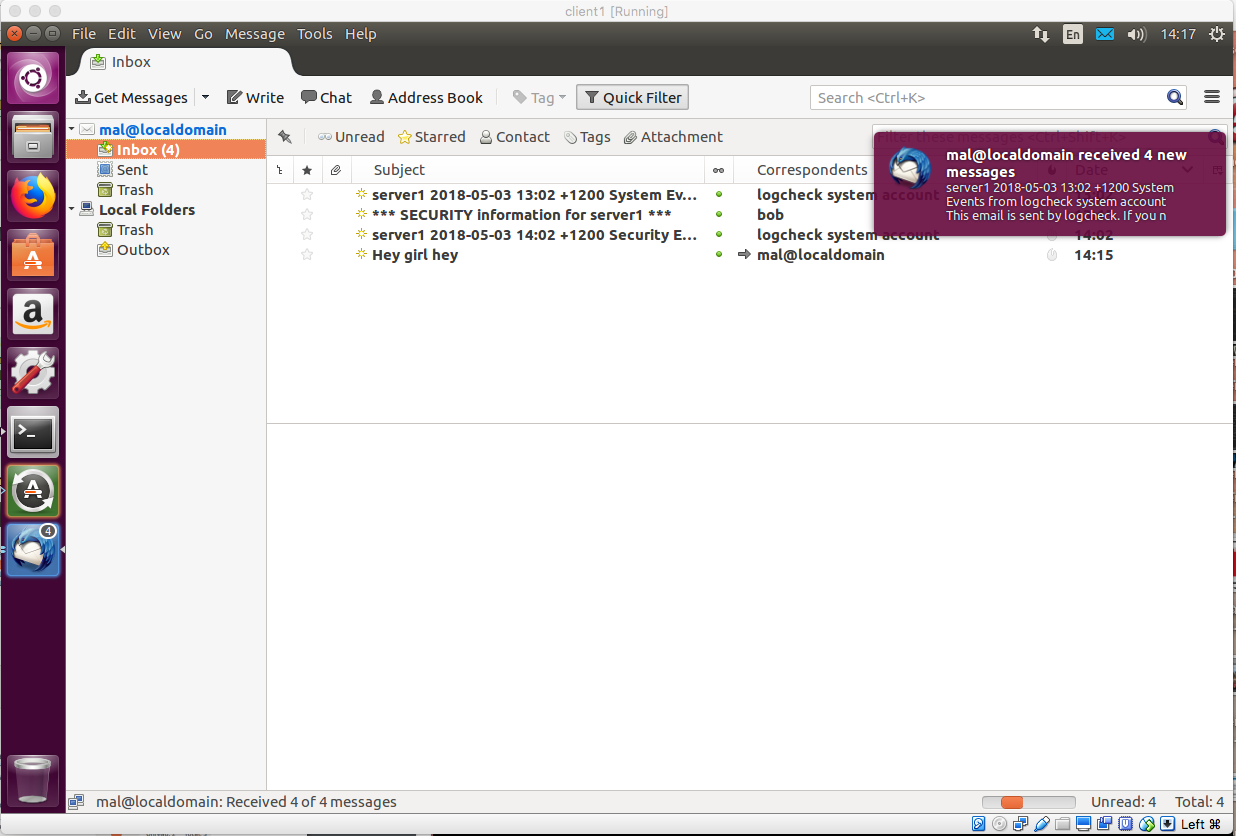 client1 [Running]
File Edit View Go Message Tools Help
En
14:17
Inbox
Get Messages Write Chat Address Book Tag Quick Filter
Search <Ctrl+K>
mal@localdomain
Inbox (4)
Sent
Trash
Local Folders
Trash
Outbox
Unread Starred Contact Tags Attachment
Filter these messages <Ctrl+Shift+K>
Subject Correspondents Date
server1 2018-05-03 13:02 +1200 System Ev... logcheck system account
*** SECURITY information for server1 *** bob
server1 2018-05-03 14:02 +1200 Security E... logcheck system account 14:02
Hey girl hey mal@localdomain 14:15
mal@localdomain received 4 new
messages
server1 2018-05-03 13:02 +1200 System
Events from logcheck system account
This email is sent by logcheck. If you n
4
mal@localdomain: Received 4 of 4 messages
Unread: 4 Total: 4
Left ⌘